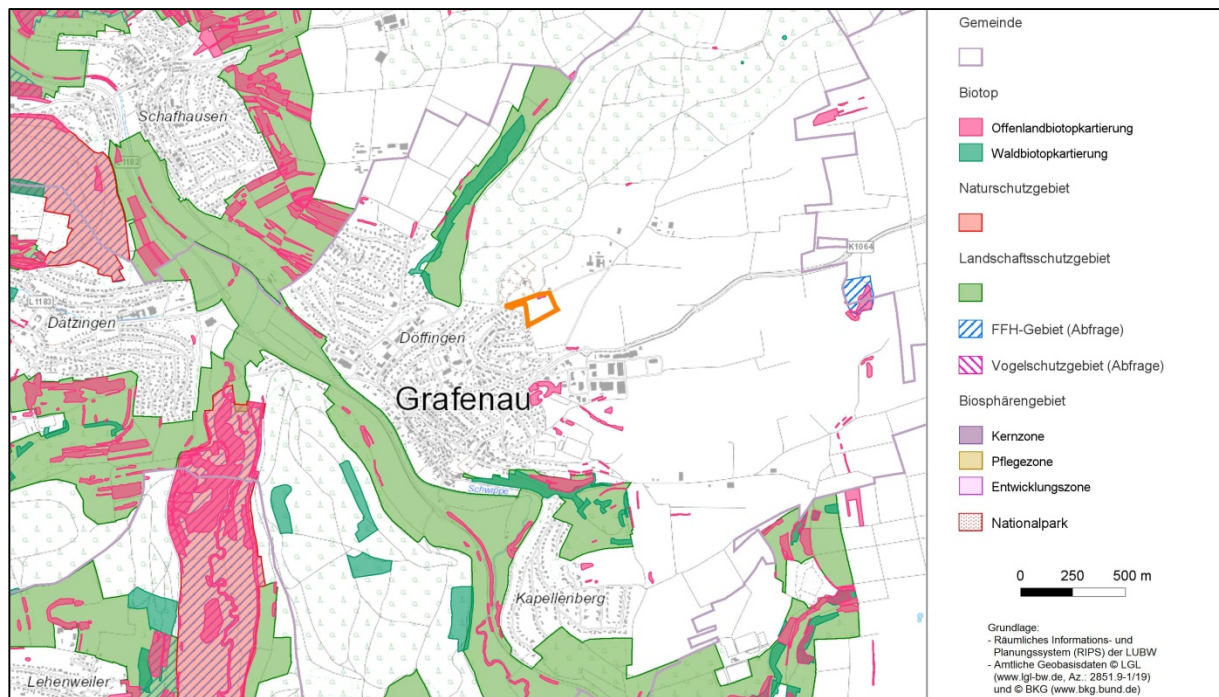 Schafhausen
1182
L 1183
Dätzingen
Döffingen
Grafenau
K1064
Schwippe
Kapellenberg
Lehenweiler
Gemeinde
Biotop
Offenlandbiotopkartierung
Waldbiotopkartierung
Naturschutzgebiet
Landschaftsschutzgebiet
FFH-Gebiet (Abfrage)
Vogelschutzgebiet (Abfrage)
Biosphärengebiet
Kernzone
Pflegezone
Entwicklungszone
Nationalpark
0 250 500 m
Grundlage:
- Räumliches Informations- und
Planungssystem (RIPS) der LUBW
- Amtliche Geobasisdaten © LGL
(www.lgl-bw.de, Az.: 2851.9-1/19)
und © BKG (www.bkg.bund.de)